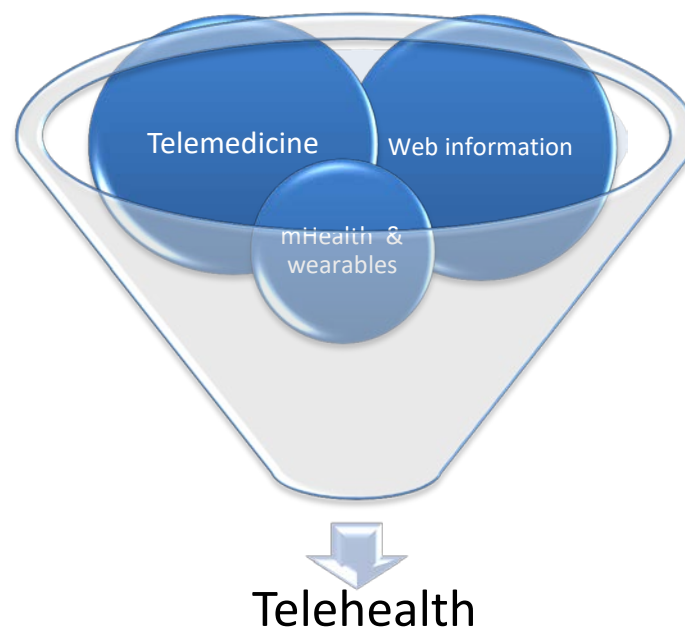 Telemedicine
Web information
mHealth &
wearables
Telehealth